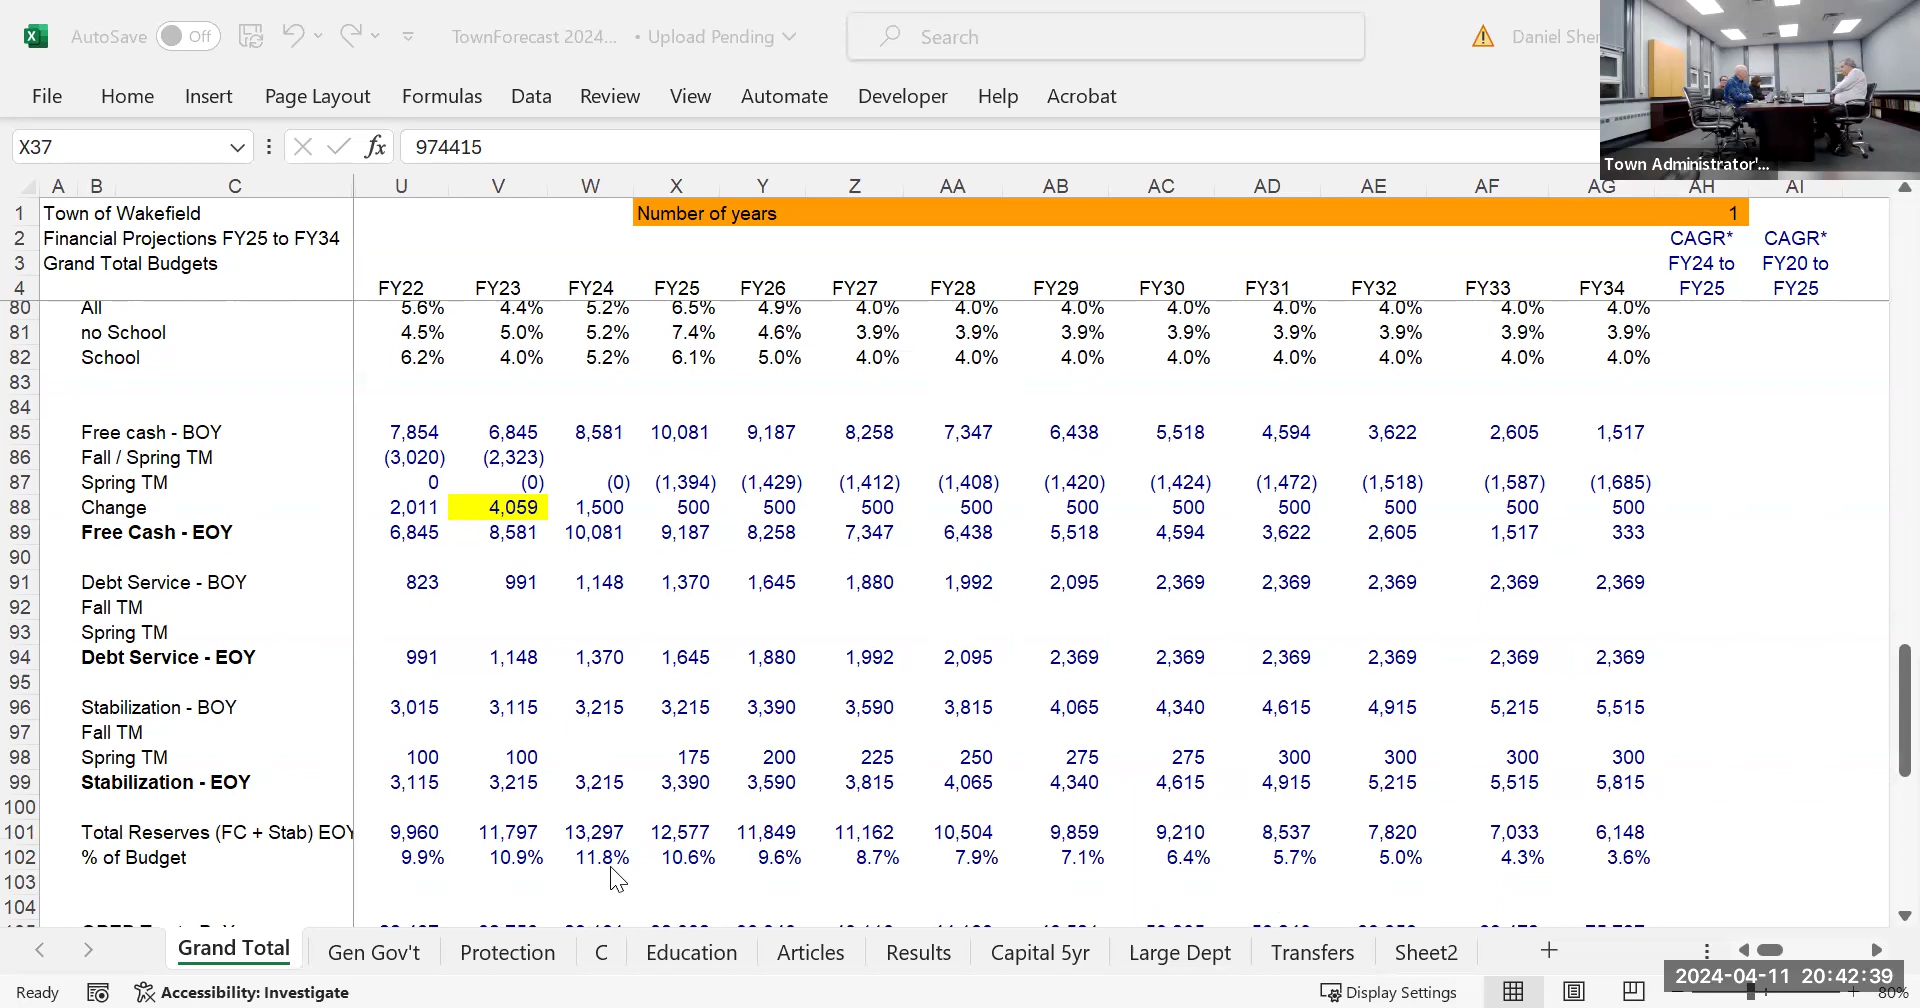 AutoSave Off TownForecast 2024... • Upload Pending Search Daniel Sher
File Home Insert Page Layout Formulas Data Review View Automate Developer Help Acrobat
Town Administrator'...
X37 fx 974415
A B C U V W X Y Z AA AB AC AD AE AF AG AH AI
1 Town of Wakefield Number of years 1
2 Financial Projections FY25 to FY34 CAGR* CAGR*
3 Grand Total Budgets FY24 to FY20 to
4 FY22 FY23 FY24 FY25 FY26 FY27 FY28 FY29 FY30 FY31 FY32 FY33 FY34 FY25 FY25
80 All 5.6% 4.4% 5.2% 6.5% 4.9% 4.0% 4.0% 4.0% 4.0% 4.0% 4.0% 4.0% 4.0%
81 no School 4.5% 5.0% 5.2% 7.4% 4.6% 3.9% 3.9% 3.9% 3.9% 3.9% 3.9% 3.9% 3.9%
82 School 6.2% 4.0% 5.2% 6.1% 5.0% 4.0% 4.0% 4.0% 4.0% 4.0% 4.0% 4.0% 4.0%
83
84
85 Free cash - BOY 7,854 6,845 8,581 10,081 9,187 8,258 7,347 6,438 5,518 4,594 3,622 2,605 1,517
86 Fall / Spring TM (3,020) (2,323)
87 Spring TM 0 (0) (0) (1,394) (1,429) (1,412) (1,408) (1,420) (1,424) (1,472) (1,518) (1,587) (1,685)
88 Change 2,011 4,059 1,500 500 500 500 500 500 500 500 500 500 500
89 Free Cash - EOY 6,845 8,581 10,081 9,187 8,258 7,347 6,438 5,518 4,594 3,622 2,605 1,517 333
90
91 Debt Service - BOY 823 991 1,148 1,370 1,645 1,880 1,992 2,095 2,369 2,369 2,369 2,369 2,369
92 Fall TM
93 Spring TM
94 Debt Service - EOY 991 1,148 1,370 1,645 1,880 1,992 2,095 2,369 2,369 2,369 2,369 2,369 2,369
95
96 Stabilization - BOY 3,015 3,115 3,215 3,215 3,390 3,590 3,815 4,065 4,340 4,615 4,915 5,215 5,515
97 Fall TM
98 Spring TM 100 100 175 200 225 250 275 275 300 300 300 300
99 Stabilization - EOY 3,115 3,215 3,215 3,390 3,590 3,815 4,065 4,340 4,615 4,915 5,215 5,515 5,815
100
101 Total Reserves (FC + Stab) EOY 9,960 11,797 13,297 12,577 11,849 11,162 10,504 9,859 9,210 8,537 7,820 7,033 6,148
102 % of Budget 9.9% 10.9% 11.8% 10.6% 9.6% 8.7% 7.9% 7.1% 6.4% 5.7% 5.0% 4.3% 3.6%
103
104
Grand Total Gen Gov't Protection C Education Articles Results Capital 5yr Large Dept Transfers Sheet2
2024-04-11 20:42:39
Ready Accessibility: Investigate Display Settings 80%